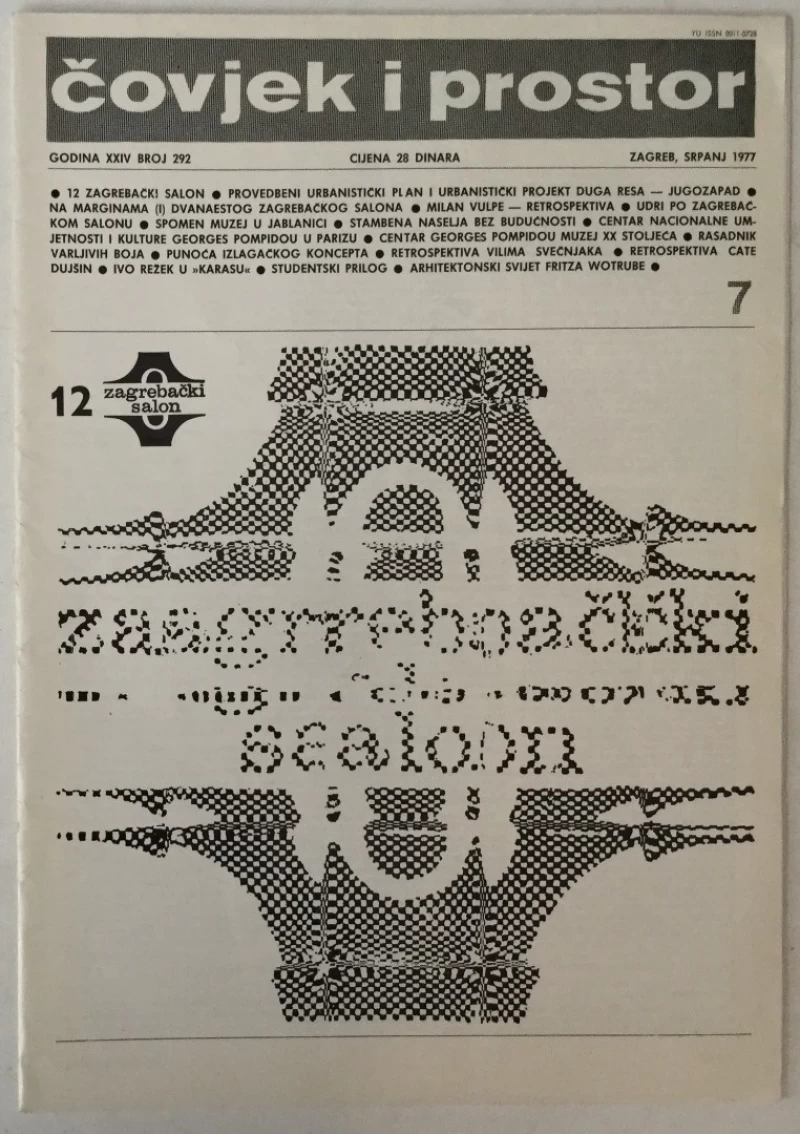 YU ISSN 0011-0728
čovjek i prostor
GODINA XXIV BROJ 292 CIJENA 28 DINARA ZAGREB, SRPANJ 1977
● 12 ZAGREBAČKI SALON ● PROVEDBENI URBANISTIČKI PLAN I URBANISTIČKI PROJEKT DUGA RESA — JUGOZAPAD ●
NA MARGINAMA (I) DVANAESTOG ZAGREBAČKOG SALONA ● MILAN VULPE — RETROSPEKTIVA ● UDRI PO ZAGREBAČ-
KOM SALONU ● SPOMEN MUZEJ U JABLANICI ● STAMBENA NASELJA BEZ BUDUĆNOSTI ● CENTAR NACIONALNE UM-
JETNOSTI I KULTURE GEORGES POMPIDOU U PARIZU ● CENTAR GEORGES POMPIDOU MUZEJ XX STOLJEĆA ● RASADNIK
VARLJIVIH BOJA ● PUNOĆA IZLAGAČKOG KONCEPTA ● RETROSPEKTIVA VILIMA SVEČNJAKA ● RETROSPEKTIVA CATE
DUJŠIN ● IVO REŽEK U »KARASU« ● STUDENTSKI PRILOG ● ARHITEKTONSKI SVIJET FRITZA WOTRUBE ●
7
12 zagrebački
salon
zaagrrebpačkčki
scaloon